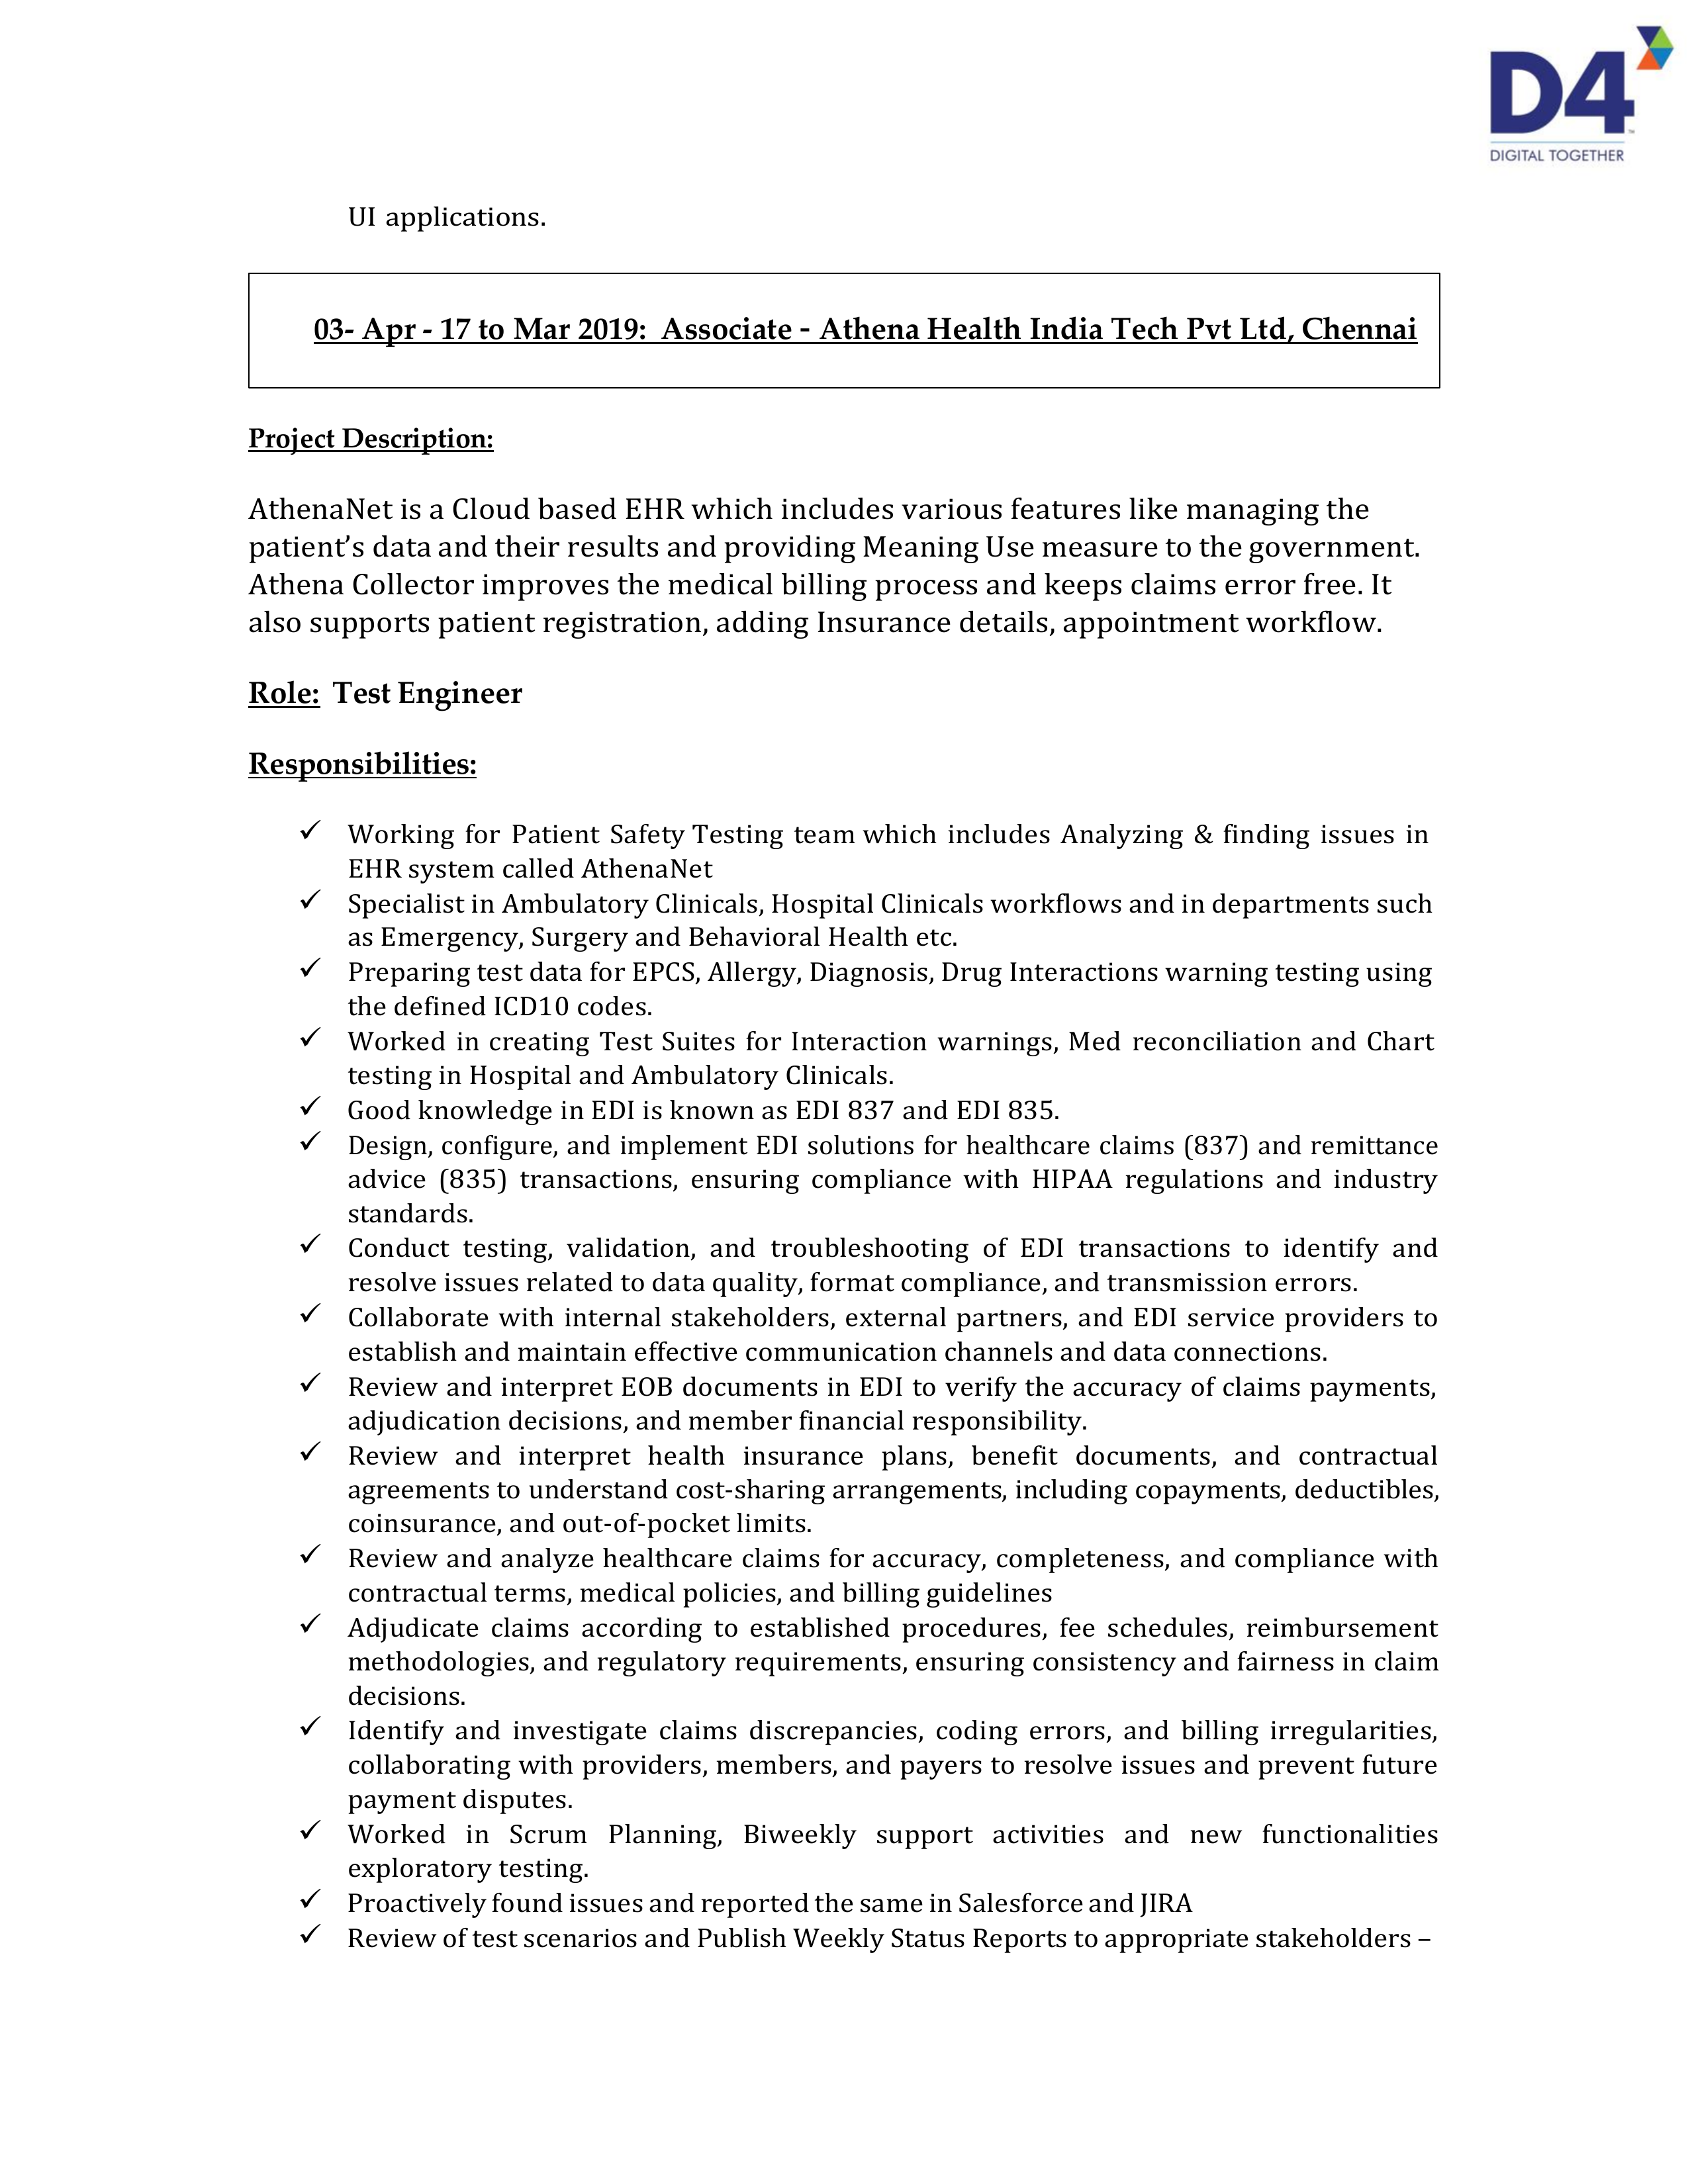 D4
TM
DIGITAL TOGETHER
UI applications.
03- Apr - 17 to Mar 2019:  Associate - Athena Health India Tech Pvt Ltd, Chennai
Project Description:
AthenaNet is a Cloud based EHR which includes various features like managing the
patient’s data and their results and providing Meaning Use measure to the government.
Athena Collector improves the medical billing process and keeps claims error free. It
also supports patient registration, adding Insurance details, appointment workflow.
Role:  Test Engineer
Responsibilities:
✓ Working for Patient Safety Testing team which includes Analyzing & finding issues in
EHR system called AthenaNet
✓ Specialist in Ambulatory Clinicals, Hospital Clinicals workflows and in departments such
as Emergency, Surgery and Behavioral Health etc.
✓ Preparing test data for EPCS, Allergy, Diagnosis, Drug Interactions warning testing using
the defined ICD10 codes.
✓ Worked in creating Test Suites for Interaction warnings, Med reconciliation and Chart
testing in Hospital and Ambulatory Clinicals.
✓ Good knowledge in EDI is known as EDI 837 and EDI 835.
✓ Design, configure, and implement EDI solutions for healthcare claims (837) and remittance
advice (835) transactions, ensuring compliance with HIPAA regulations and industry
standards.
✓ Conduct testing, validation, and troubleshooting of EDI transactions to identify and
resolve issues related to data quality, format compliance, and transmission errors.
✓ Collaborate with internal stakeholders, external partners, and EDI service providers to
establish and maintain effective communication channels and data connections.
✓ Review and interpret EOB documents in EDI to verify the accuracy of claims payments,
adjudication decisions, and member financial responsibility.
✓ Review and interpret health insurance plans, benefit documents, and contractual
agreements to understand cost-sharing arrangements, including copayments, deductibles,
coinsurance, and out-of-pocket limits.
✓ Review and analyze healthcare claims for accuracy, completeness, and compliance with
contractual terms, medical policies, and billing guidelines
✓ Adjudicate claims according to established procedures, fee schedules, reimbursement
methodologies, and regulatory requirements, ensuring consistency and fairness in claim
decisions.
✓ Identify and investigate claims discrepancies, coding errors, and billing irregularities,
collaborating with providers, members, and payers to resolve issues and prevent future
payment disputes.
✓ Worked in Scrum Planning, Biweekly support activities and new functionalities
exploratory testing.
✓ Proactively found issues and reported the same in Salesforce and JIRA
✓ Review of test scenarios and Publish Weekly Status Reports to appropriate stakeholders –